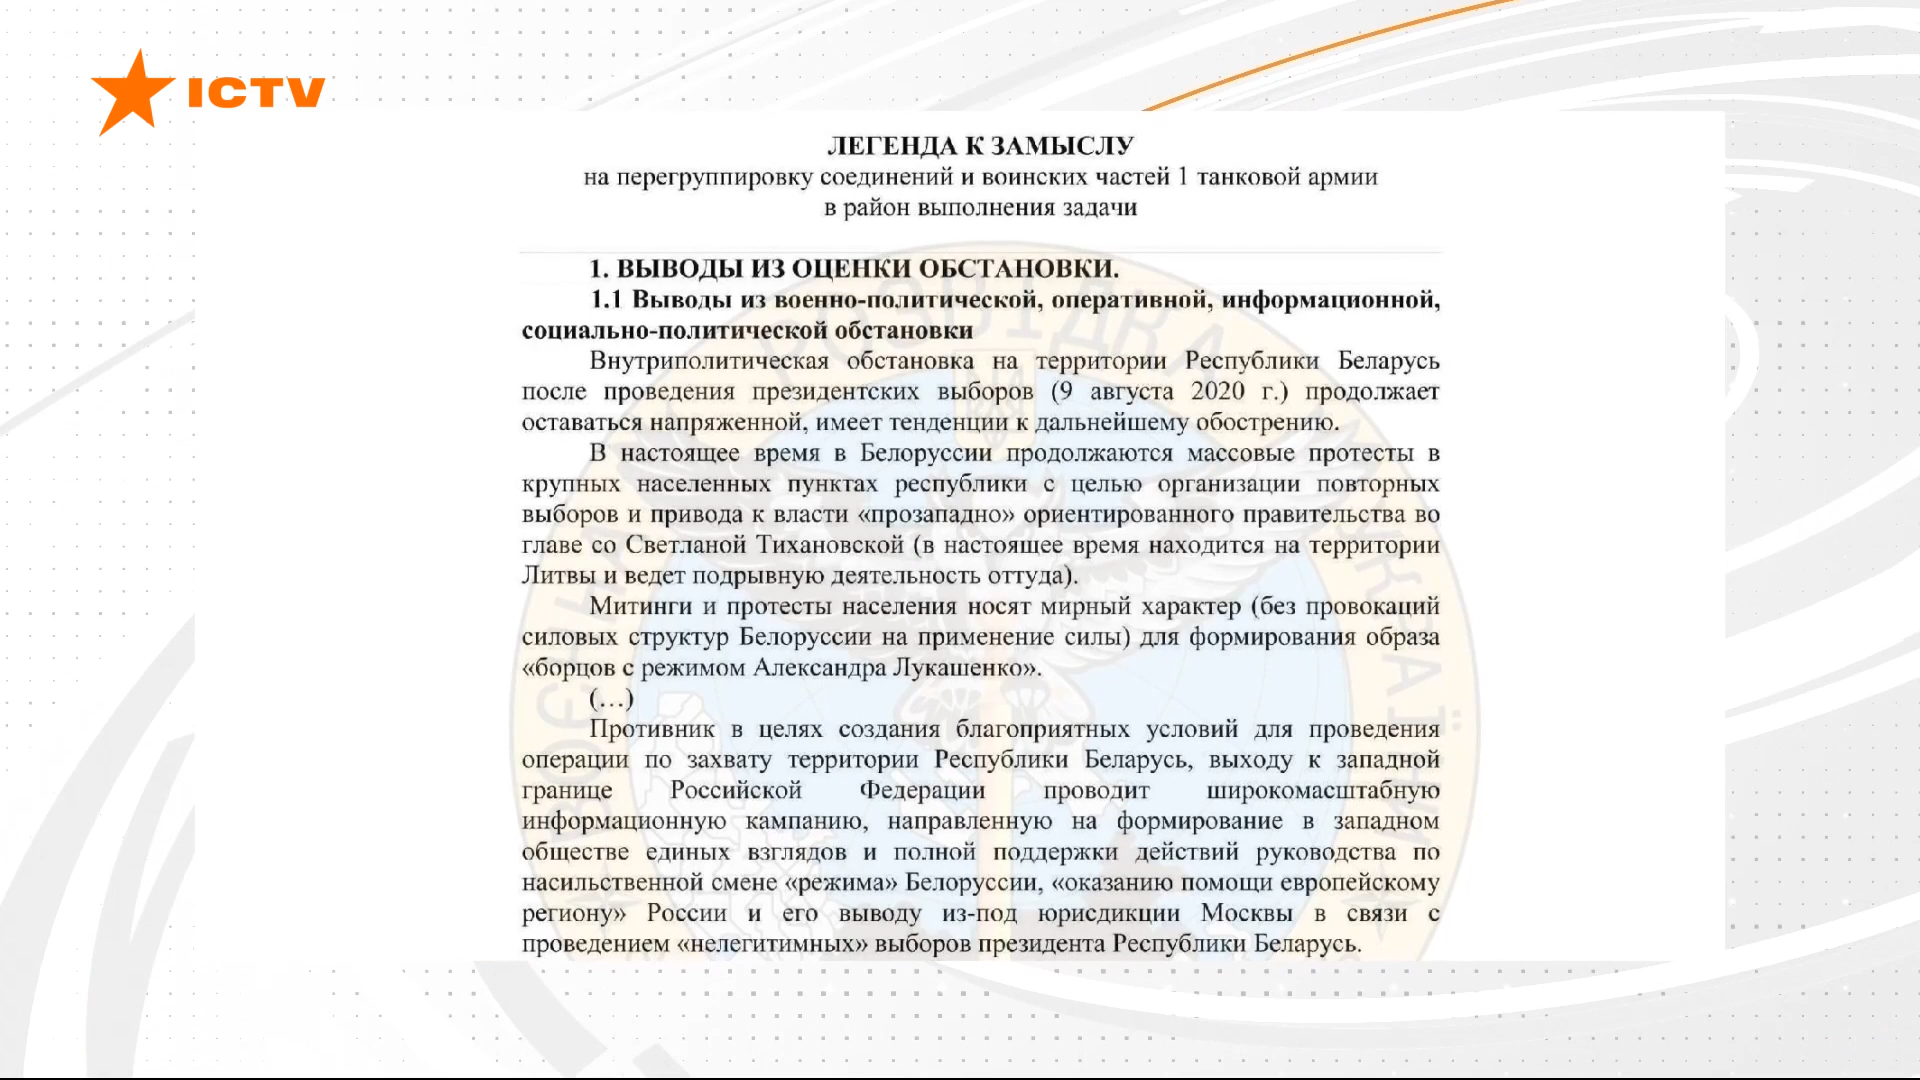 ICTV
ЛЕГЕНДА К ЗАМЫСЛУ
на перегруппировку соединений и воинских частей 1 танковой армии
в район выполнения задачи
1. ВЫВОДЫ ИЗ ОЦЕНКИ ОБСТАНОВКИ.
1.1 Выводы из военно-политической, оперативной, информационной,
социально-политической обстановки
Внутриполитическая обстановка на территории Республики Беларусь
после проведения президентских выборов (9 августа 2020 г.) продолжает
оставаться напряженной, имеет тенденции к дальнейшему обострению.
В настоящее время в Белоруссии продолжаются массовые протесты в
крупных населенных пунктах республики с целью организации повторных
выборов и привода к власти «прозападно» ориентированного правительства во
главе со Светланой Тихановской (в настоящее время находится на территории
Литвы и ведет подрывную деятельность оттуда).
Митинги и протесты населения носят мирный характер (без провокаций
силовых структур Белоруссии на применение силы) для формирования образа
«борцов с режимом Александра Лукашенко».
(…)
Противник в целях создания благоприятных условий для проведения
операции по захвату территории Республики Беларусь, выходу к западной
границе Российской Федерации проводит широкомасштабную
информационную кампанию, направленную на формирование в западном
обществе единых взглядов и полной поддержки действий руководства по
насильственной смене «режима» Белоруссии, «оказанию помощи европейскому
региону» России и его выводу из-под юрисдикции Москвы в связи с
проведением «нелегитимных» выборов президента Республики Беларусь.
ВОЄННА РОЗВІДКА УКРАЇНИ